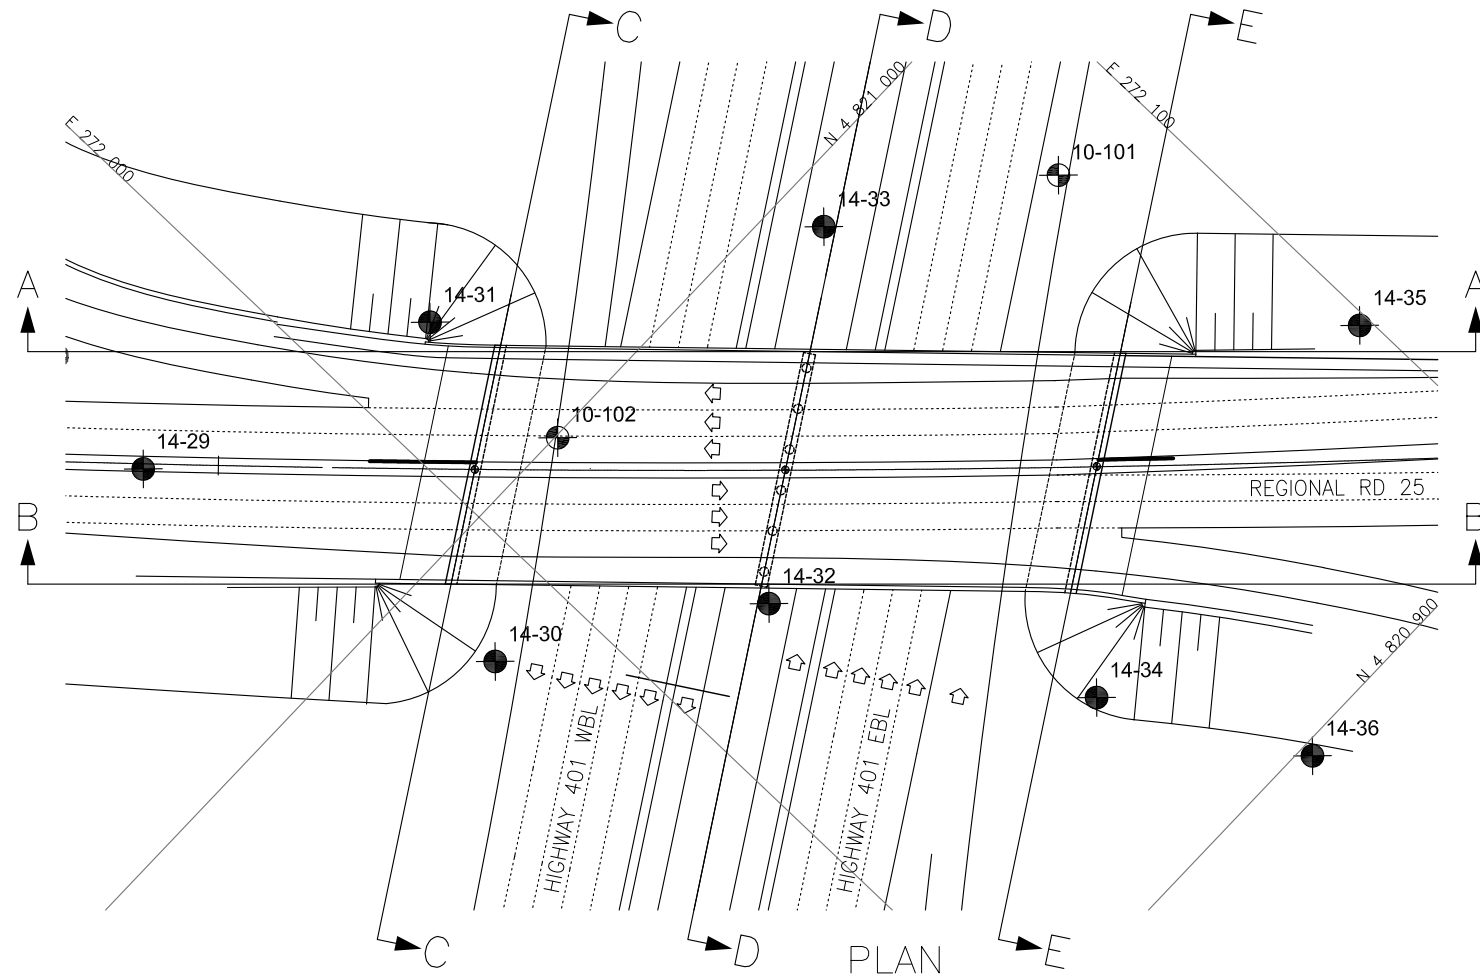 C
D
E
E 272 000
N 4 821 000
E 272 100
10-101
14-33
A
14-31
14-35
A
10-102
14-29
REGIONAL RD 25
B
B
14-32
14-30
14-34
N 4 820 900
14-36
HIGHWAY 401 WBL
HIGHWAY 401 EBL
C
D
E
PLAN